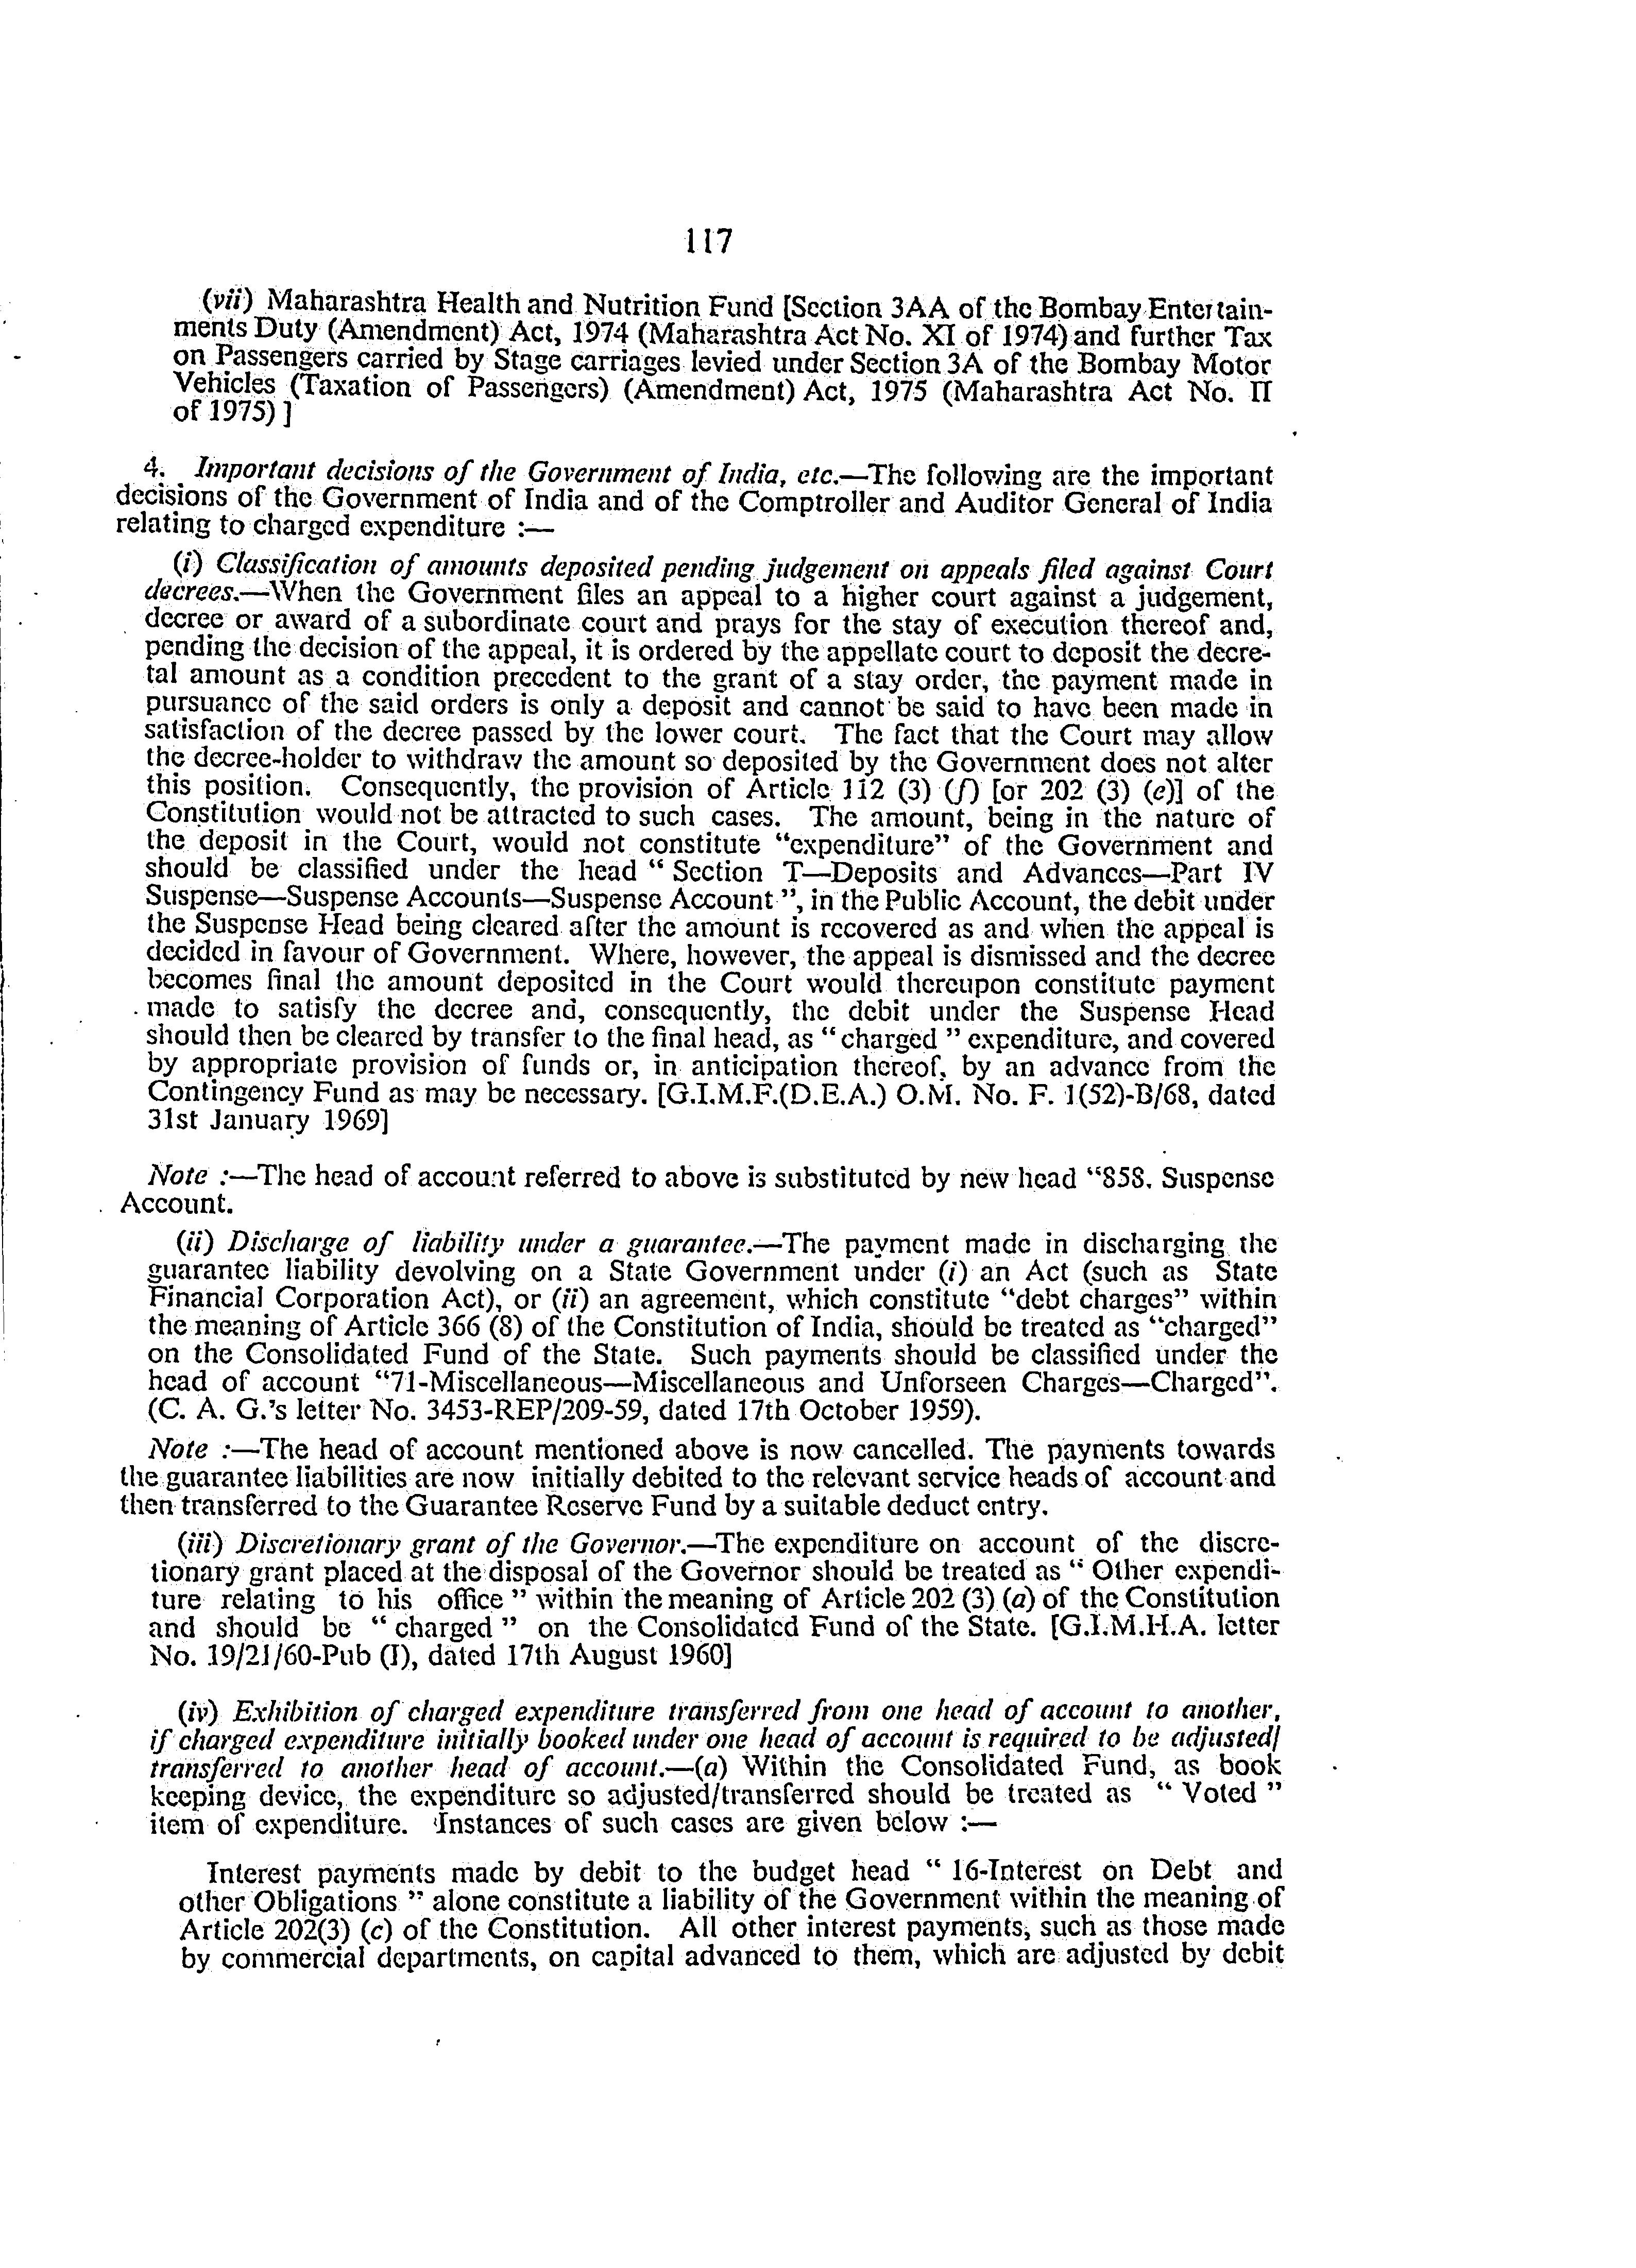 117
(vii) Maharashtra Health and Nutrition Fund [Section 3AA of the Bombay Entertain-
ments Duty (Amendment) Act, 1974 (Maharashtra Act No. XI of 1974) and further Tax
on Passengers carried by Stage carriages levied under Section 3A of the Bombay Motor
Vehicles (Taxation of Passengers) (Amendment) Act, 1975 (Maharashtra Act No. II
of 1975) ]
4. Important decisions of the Government of India, etc.—The following are the important
decisions of the Government of India and of the Comptroller and Auditor General of India
relating to charged expenditure :—
(i) Classification of amounts deposited pending judgement on appeals filed against Court
decrees.—When the Government files an appeal to a higher court against a judgement,
decree or award of a subordinate court and prays for the stay of execution thereof and,
pending the decision of the appeal, it is ordered by the appellate court to deposit the decre-
tal amount as a condition precedent to the grant of a stay order, the payment made in
pursuance of the said orders is only a deposit and cannot be said to have been made in
satisfaction of the decree passed by the lower court. The fact that the Court may allow
the decree-holder to withdraw the amount so deposited by the Government does not alter
this position. Consequently, the provision of Article 112 (3) (f) [or 202 (3) (e)] of the
Constitution would not be attracted to such cases. The amount, being in the nature of
the deposit in the Court, would not constitute “expenditure” of the Government and
should be classified under the head “ Section T—Deposits and Advances—Part IV
Suspense—Suspense Accounts—Suspense Account ”, in the Public Account, the debit under
the Suspense Head being cleared after the amount is recovered as and when the appeal is
decided in favour of Government. Where, however, the appeal is dismissed and the decree
becomes final the amount deposited in the Court would thereupon constitute payment
made to satisfy the decree and, consequently, the debit under the Suspense Head
should then be cleared by transfer to the final head, as “ charged ” expenditure, and covered
by appropriate provision of funds or, in anticipation thereof, by an advance from the
Contingency Fund as may be necessary. [G.I.M.F.(D.E.A.) O.M. No. F. 1(52)-B/68, dated
31st January 1969]
Note :—The head of account referred to above is substituted by new head “858. Suspense
Account.
(ii) Discharge of liability under a guarantee.—The payment made in discharging the
guarantee liability devolving on a State Government under (i) an Act (such as State
Financial Corporation Act), or (ii) an agreement, which constitute “debt charges” within
the meaning of Article 366 (8) of the Constitution of India, should be treated as “charged”
on the Consolidated Fund of the State. Such payments should be classified under the
head of account “71-Miscellaneous—Miscellaneous and Unforseen Charges—Charged”.
(C. A. G.’s letter No. 3453-REP/209-59, dated 17th October 1959).
Note :—The head of account mentioned above is now cancelled. The payments towards
the guarantee liabilities are now initially debited to the relevant service heads of account and
then transferred to the Guarantee Reserve Fund by a suitable deduct entry.
(iii) Discretionary grant of the Governor.—The expenditure on account of the discre-
tionary grant placed at the disposal of the Governor should be treated as “ Other expendi-
ture relating to his office ” within the meaning of Article 202 (3) (a) of the Constitution
and should be “ charged ” on the Consolidated Fund of the State. [G.I.M.H.A. letter
No. 19/21/60-Pub (I), dated 17th August 1960]
(iv) Exhibition of charged expenditure transferred from one head of account to another,
if charged expenditure initially booked under one head of account is required to be adjusted/
transferred to another head of account.—(a) Within the Consolidated Fund, as book
keeping device, the expenditure so adjusted/transferred should be treated as “ Voted ”
item of expenditure. Instances of such cases are given below :—
Interest payments made by debit to the budget head “ 16-Interest on Debt and
other Obligations ” alone constitute a liability of the Government within the meaning of
Article 202(3) (c) of the Constitution. All other interest payments, such as those made
by commercial departments, on capital advanced to them, which are adjusted by debit